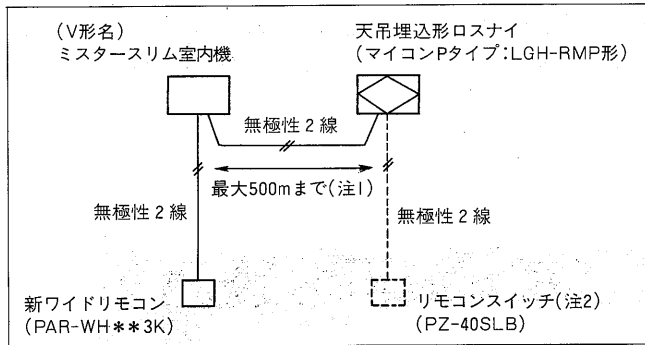 (V形名)
ミスタースリム室内機
天吊埋込形ロスナイ
(マイコンPタイプ:LGH-RMP形)
無極性2線
最大500mまで(注1)
無極性2線
無極性2線
新ワイドリモコン
(PAR-WH**3K)
リモコンスイッチ(注2)
(PZ-40SLB)